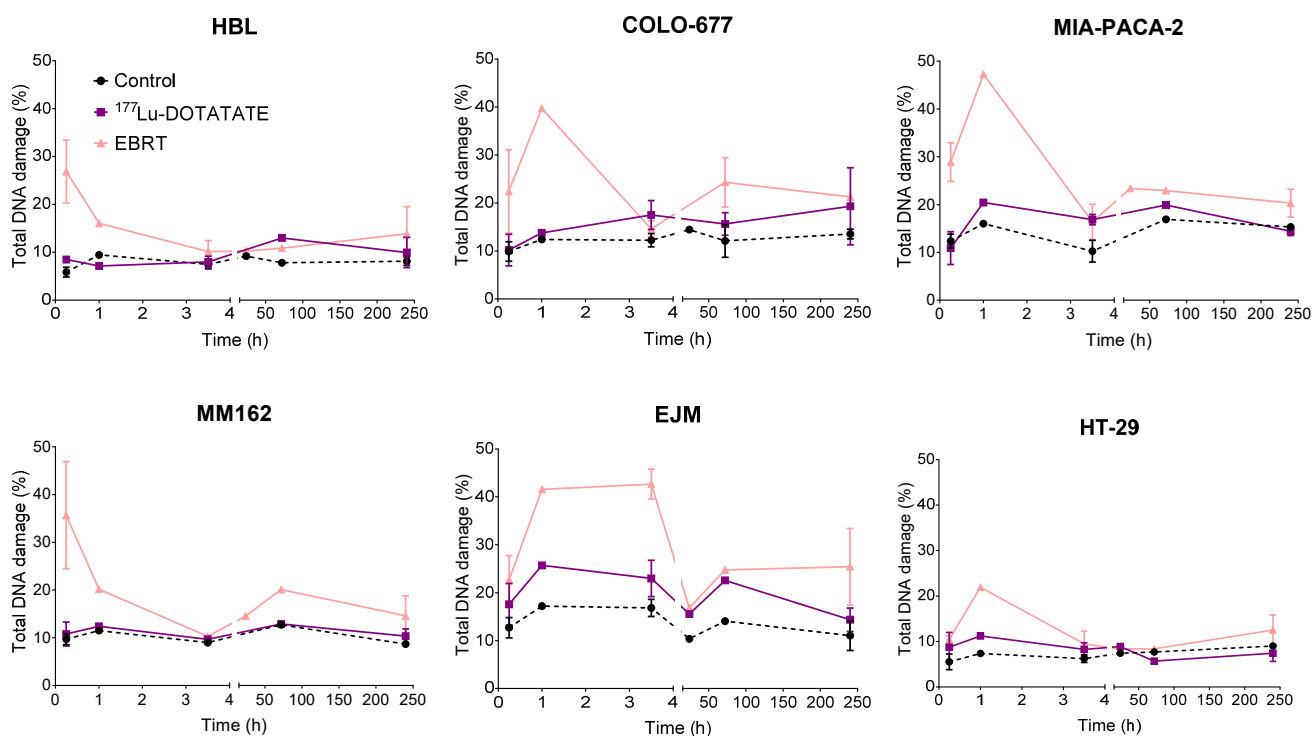 HBL
50
40
30
20
10
0
Total DNA damage (%)
Control
¹⁷⁷Lu-DOTATATE
EBRT
0 1 2 3 4 50 100 150 200 250
Time (h)
COLO-677
50
40
30
20
10
0
Total DNA damage (%)
0 1 2 3 4 50 100 150 200 250
Time (h)
MIA-PACA-2
50
40
30
20
10
0
Total DNA damage (%)
0 1 2 3 4 50 100 150 200 250
Time (h)
MM162
50
40
30
20
10
0
Total DNA damage (%)
0 1 2 3 4 50 100 150 200 250
Time (h)
EJM
50
40
30
20
10
0
Total DNA damage (%)
0 1 2 3 4 50 100 150 200 250
Time (h)
HT-29
50
40
30
20
10
0
Total DNA damage (%)
0 1 2 3 4 50 100 150 200 250
Time (h)